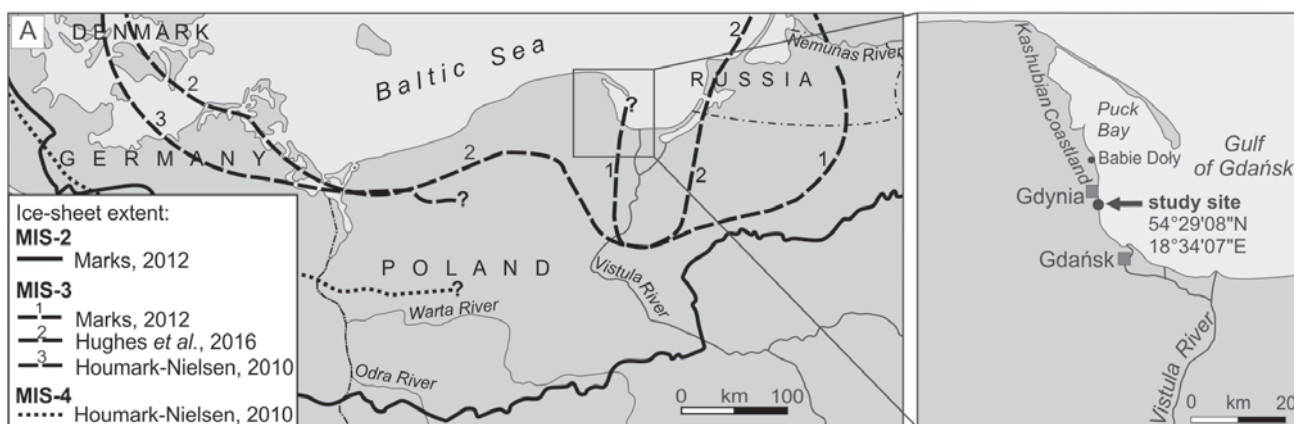 A
DENMARK
Baltic Sea
RUSSIA
Nemunas River
GERMANY
2
3
2
?
?
1
2
2
1
POLAND
?
Vistula River
Warta River
Odra River
0 km 100
Ice-sheet extent:
MIS-2
Marks, 2012
MIS-3
1 Marks, 2012
2 Hughes et al., 2016
3 Houmark-Nielsen, 2010
MIS-4
Houmark-Nielsen, 2010
Kashubian Coastland
Puck
Bay
Gulf
of Gdańsk
Babie Doły
Gdynia
study site
54°29'08"N
18°34'07"E
Gdańsk
Vistula River
0 km 20